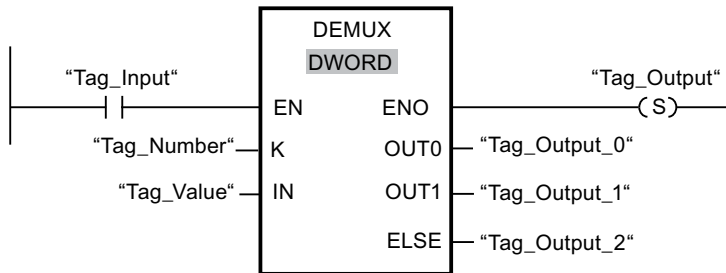 DEMUX
DWORD
“Tag_Input“
“Tag_Output“
EN ENO
( S )
“Tag_Number“ K OUT0 “Tag_Output_0“
“Tag_Value“ IN OUT1 “Tag_Output_1“
ELSE “Tag_Output_2“